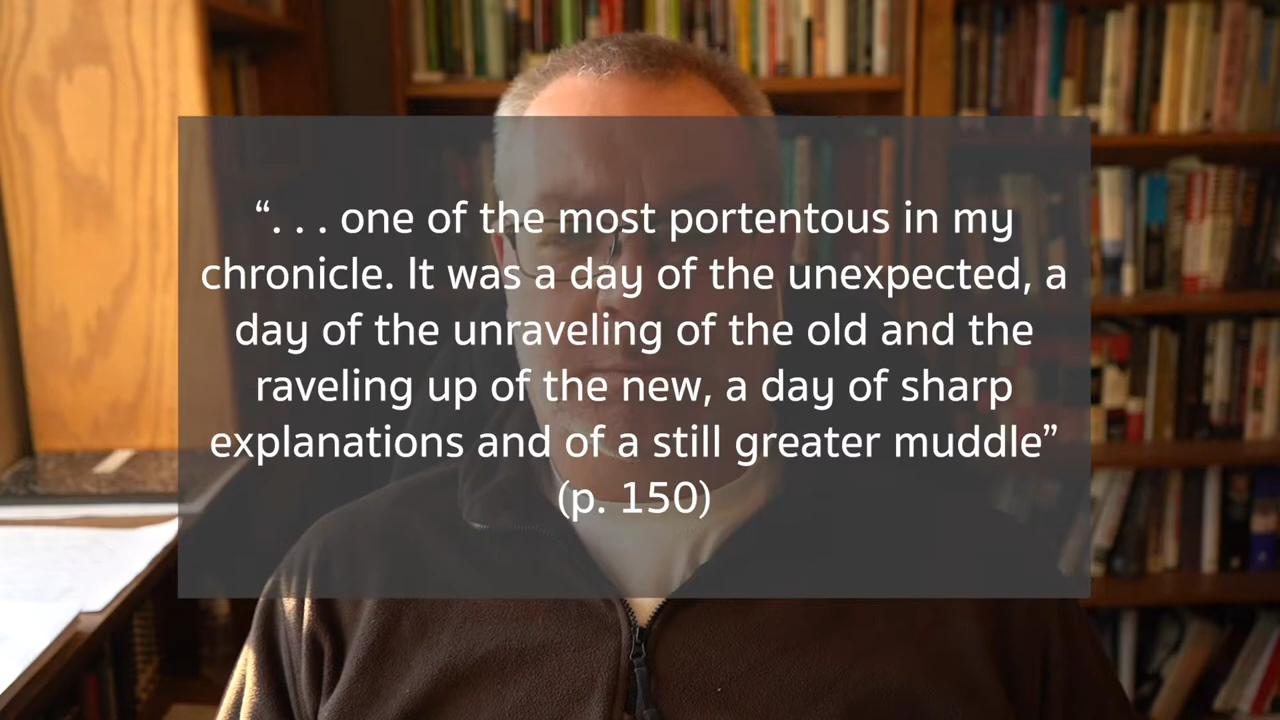 “. . . one of the most portentous in my
chronicle. It was a day of the unexpected, a
day of the unraveling of the old and the
raveling up of the new, a day of sharp
explanations and of a still greater muddle”
(p. 150)